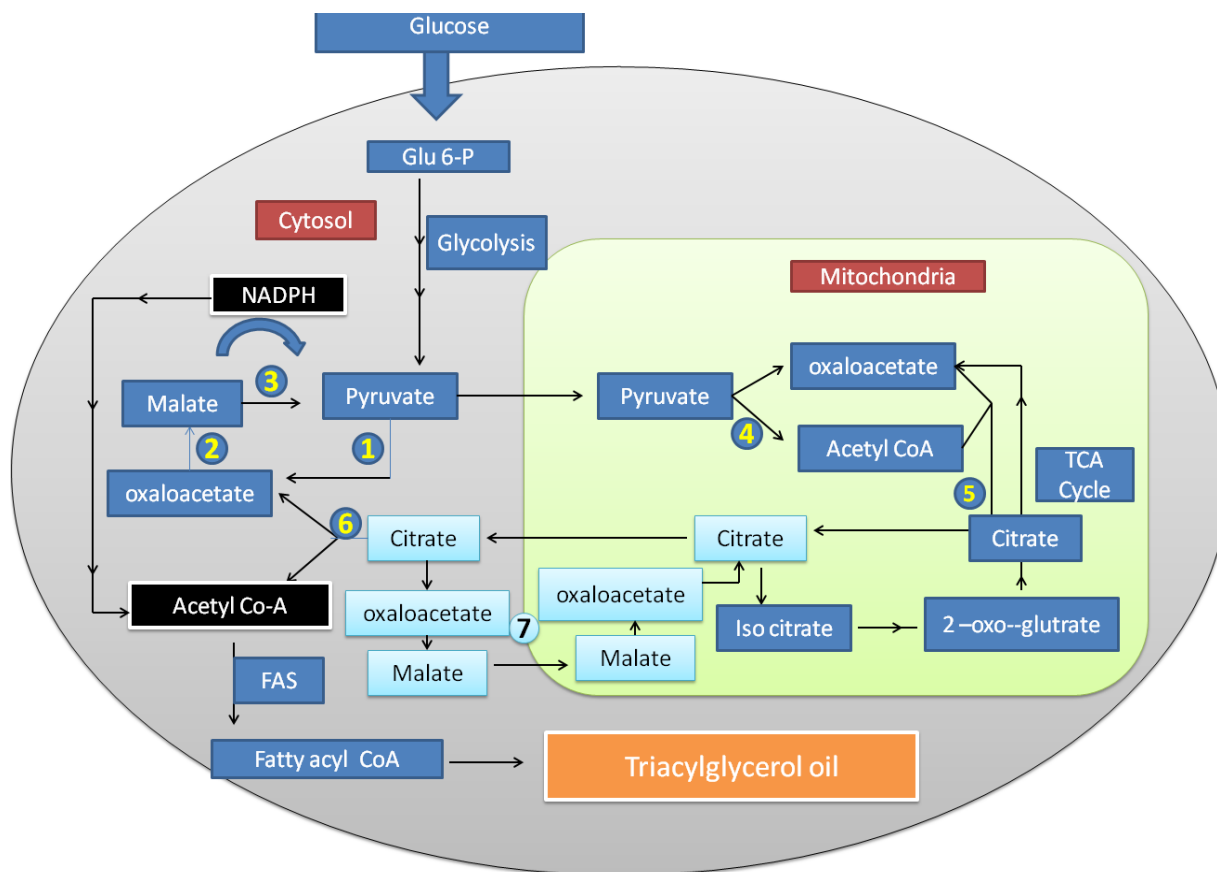 Glucose
Glu 6-P
Cytosol
Glycolysis
Mitochondria
NADPH
3
Malate
Pyruvate
Pyruvate
oxaloacetate
4
Acetyl CoA
2
1
oxaloacetate
TCA
Cycle
5
6
Citrate
Citrate
Citrate
Acetyl Co-A
oxaloacetate
7
oxaloacetate
Iso citrate
2 –oxo--glutrate
Malate
Malate
FAS
Fatty acyl CoA
Triacylglycerol oil